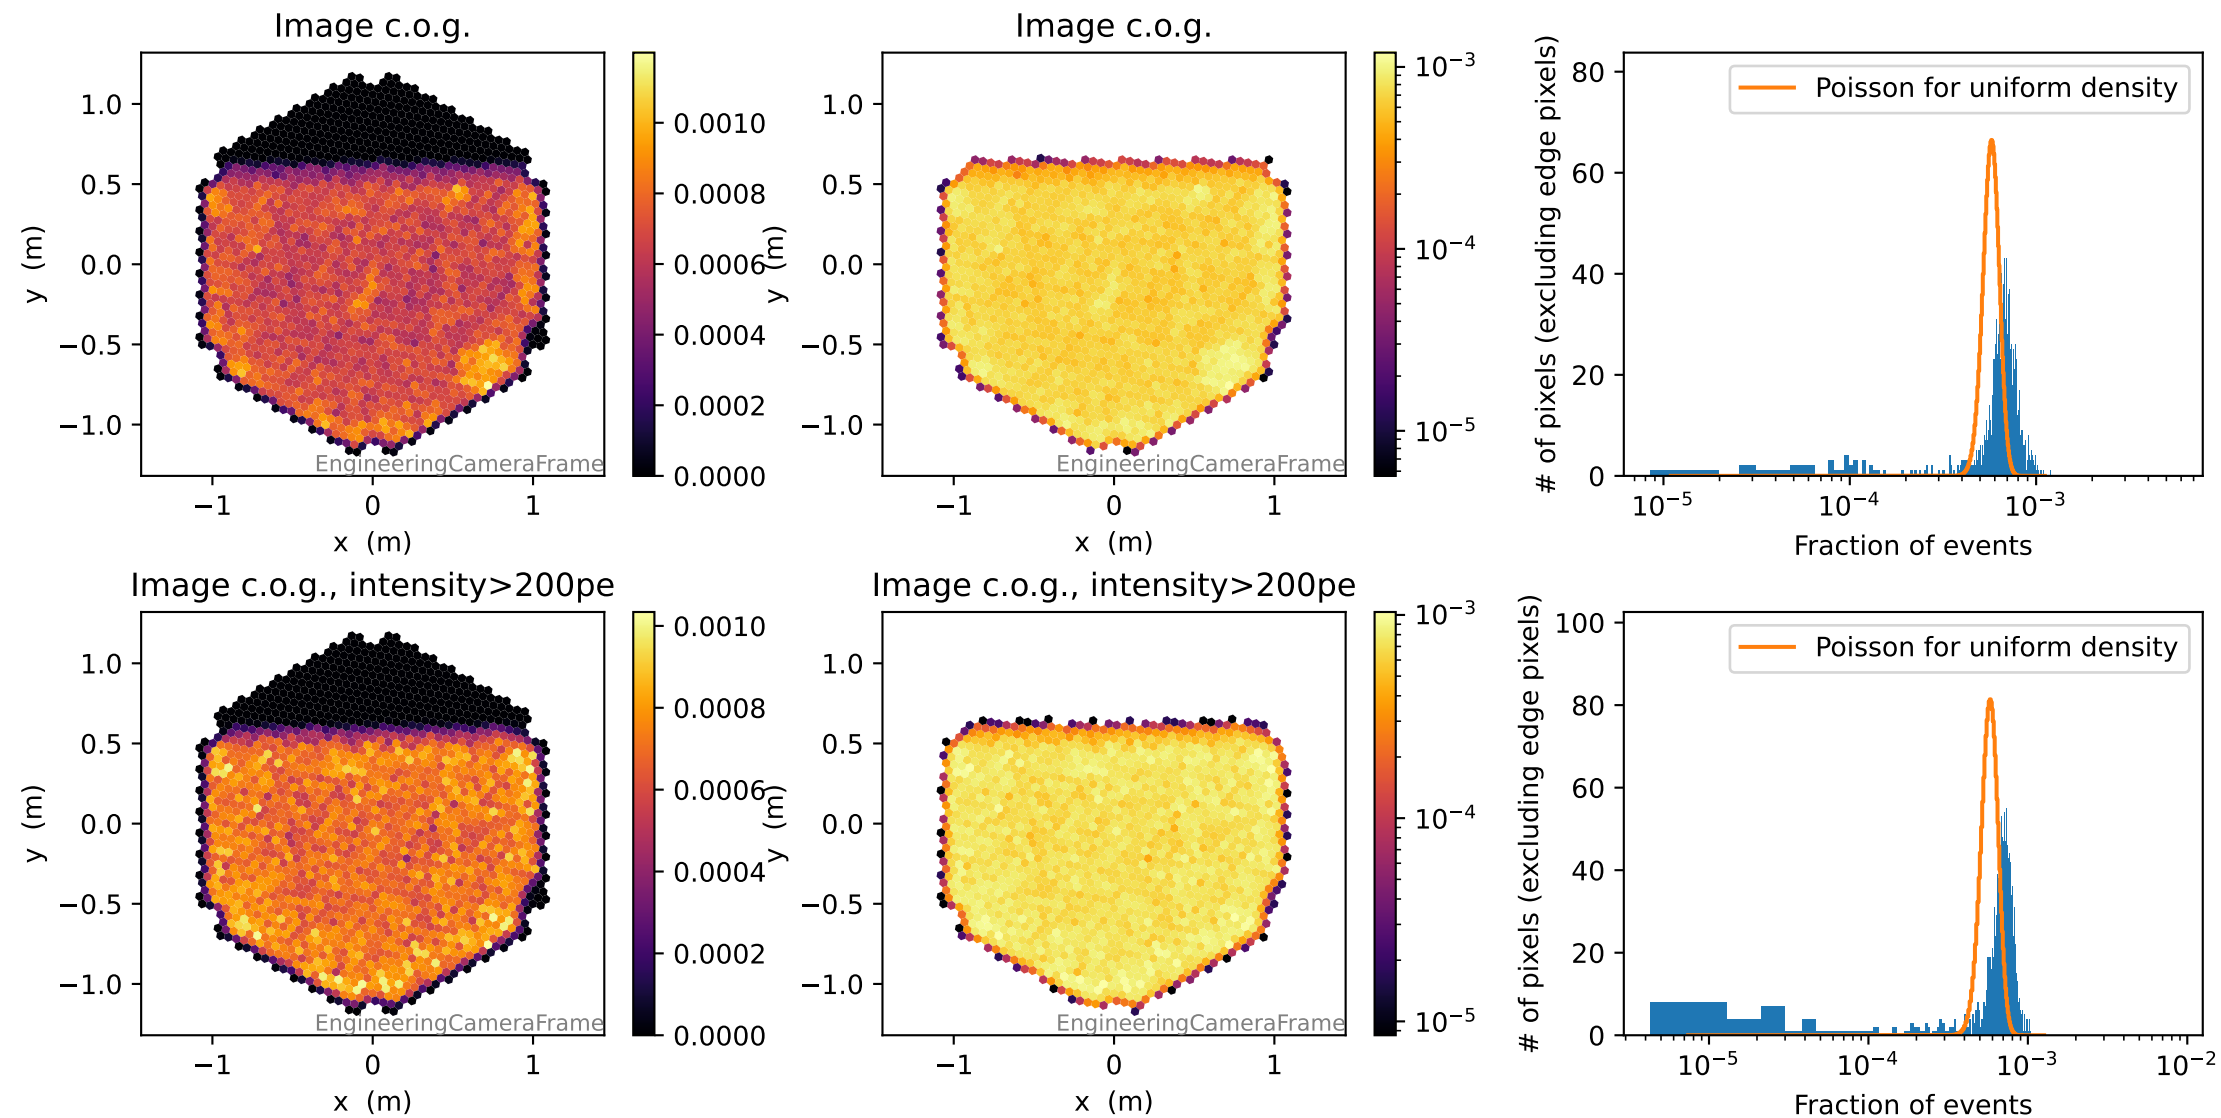 Image c.o.g.
1.0
0.5
0.0
−0.5
−1.0
y (m)
−1 0 1
x (m)
EngineeringCameraFrame
0.0010
0.0008
0.0006
0.0004
0.0002
0.0000
Image c.o.g.
1.0
0.5
0.0
−0.5
−1.0
y (m)
−1 0 1
x (m)
EngineeringCameraFrame
10⁻³
10⁻⁴
10⁻⁵
# of pixels (excluding edge pixels)
80
60
40
20
0
Poisson for uniform density
10⁻⁵ 10⁻⁴ 10⁻³
Fraction of events
Image c.o.g., intensity>200pe
1.0
0.5
0.0
−0.5
−1.0
y (m)
−1 0 1
x (m)
EngineeringCameraFrame
0.0010
0.0008
0.0006
0.0004
0.0002
0.0000
Image c.o.g., intensity>200pe
1.0
0.5
0.0
−0.5
−1.0
y (m)
−1 0 1
x (m)
EngineeringCameraFrame
10⁻³
10⁻⁴
10⁻⁵
# of pixels (excluding edge pixels)
100
80
60
40
20
0
Poisson for uniform density
10⁻⁵ 10⁻⁴ 10⁻³ 10⁻²
Fraction of events